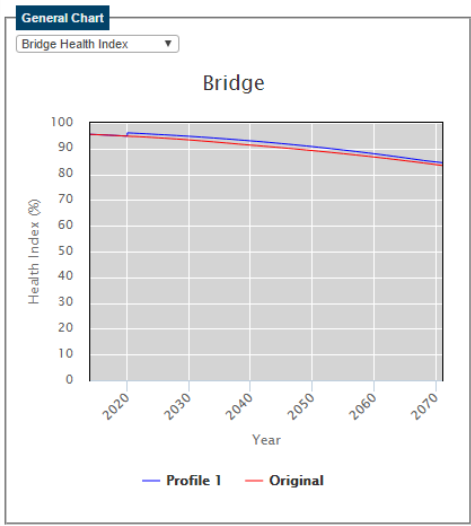 General Chart
Bridge Health Index
Bridge
100
90
80
70
60
50
40
30
20
10
0
Health Index (%)
2020 2030 2040 2050 2060 2070
Year
Profile 1 Original